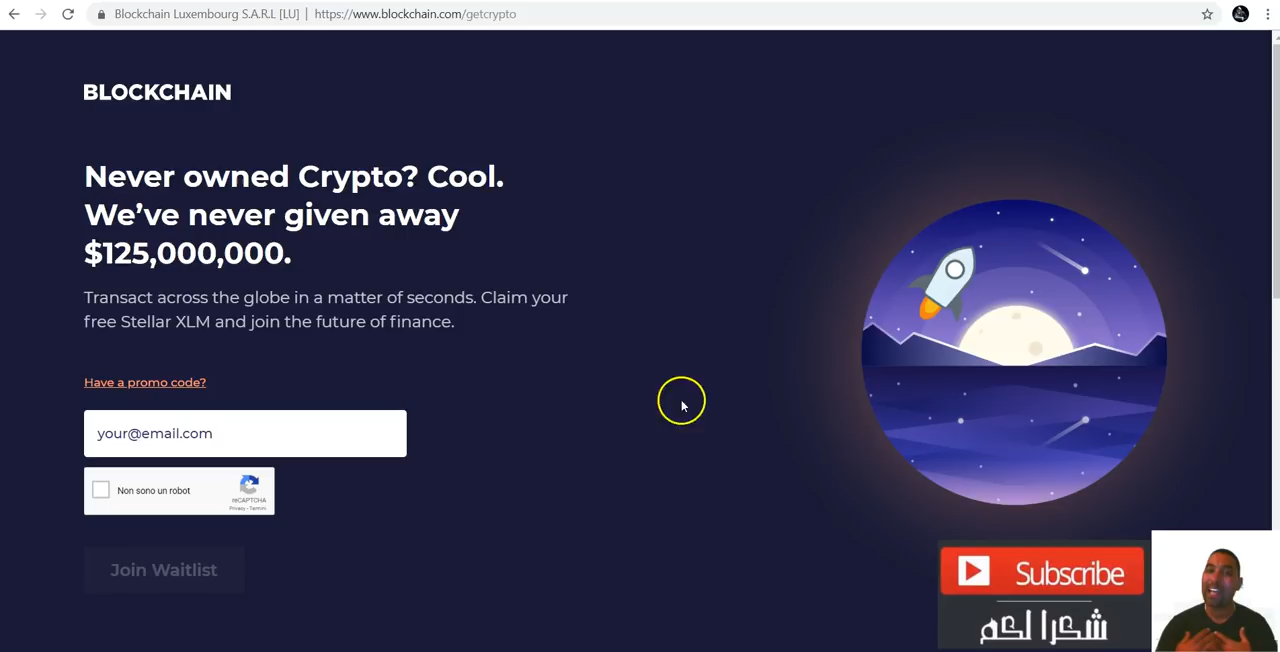 Blockchain Luxembourg S.A.R.L [LU] | https://www.blockchain.com/getcrypto
BLOCKCHAIN
Never owned Crypto? Cool.
We've never given away
$125,000,000.
Transact across the globe in a matter of seconds. Claim your
free Stellar XLM and join the future of finance.
Have a promo code?
your@email.com
Non sono un robot
reCAPTCHA
Privacy - Termini
Join Waitlist
Subscribe
شكرا لكم